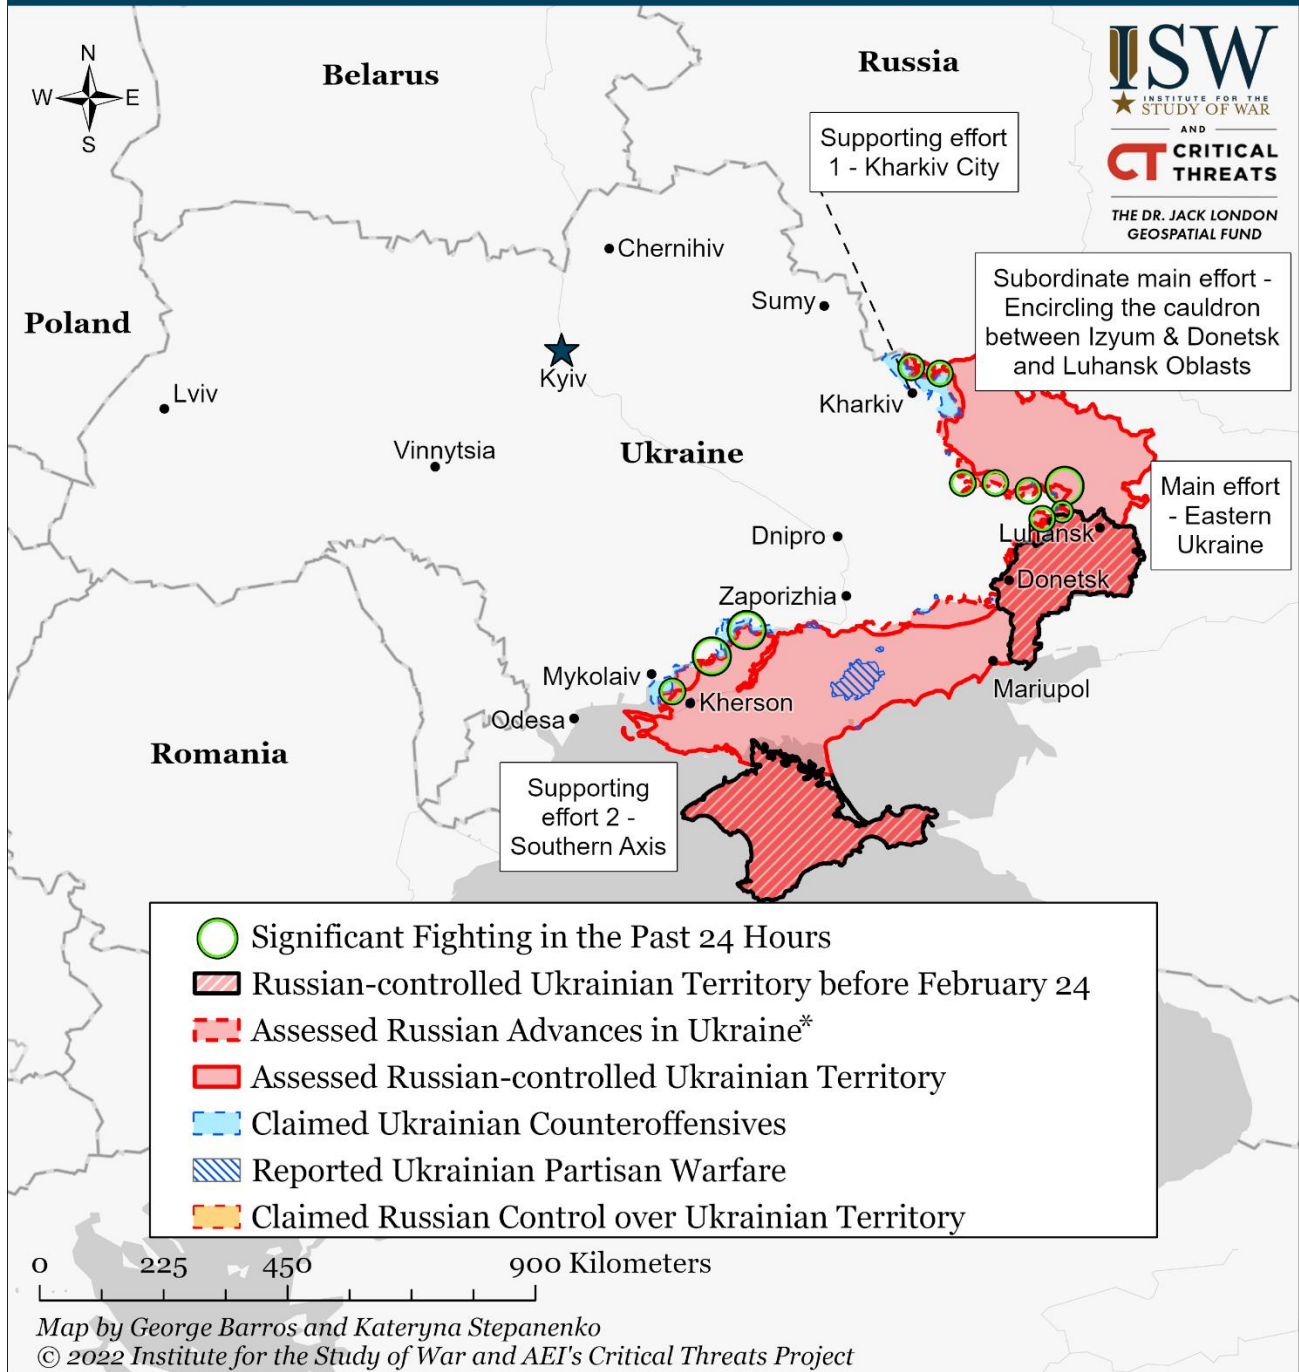 N
W
E
S
Belarus
Russia
ISW
INSTITUTE FOR THE
STUDY OF WAR
AND
CT CRITICAL
THREATS
THE DR. JACK LONDON
GEOSPATIAL FUND
Supporting effort
1 - Kharkiv City
Chernihiv
Subordinate main effort -
Encircling the cauldron
between Izyum & Donetsk
and Luhansk Oblasts
Sumy
Poland
Kyiv
Lviv
Kharkiv
Vinnytsia
Ukraine
Main effort
- Eastern
Ukraine
Dnipro
Luhansk
Donetsk
Zaporizhia
Mykolaiv
Mariupol
Kherson
Odesa
Romania
Supporting
effort 2 -
Southern Axis
Significant Fighting in the Past 24 Hours
Russian-controlled Ukrainian Territory before February 24
Assessed Russian Advances in Ukraine*
Assessed Russian-controlled Ukrainian Territory
Claimed Ukrainian Counteroffensives
Reported Ukrainian Partisan Warfare
Claimed Russian Control over Ukrainian Territory
0 225 450 900 Kilometers
Map by George Barros and Kateryna Stepanenko
© 2022 Institute for the Study of War and AEI's Critical Threats Project